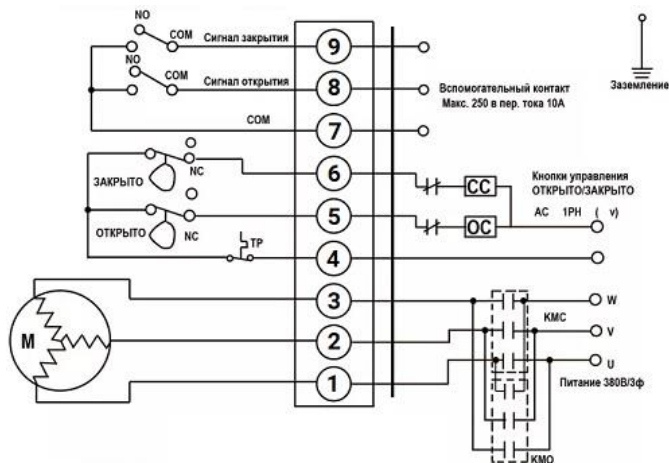 NO
COM
Сигнал закрытия
9
NO
COM
Сигнал открытия
8
Вспомогательный контакт
Макс. 250 в пер. тока 10А
Заземление
COM
7
ЗАКРЫТО
NC
6
CC
Кнопки управления
ОТКРЫТО/ЗАКРЫТО
ОТКРЫТО
NC
5
OC
AC 1PH ( v)
TP
4
3
W
KMC
M
2
V
1
U
Питание 380В/3ф
KMO